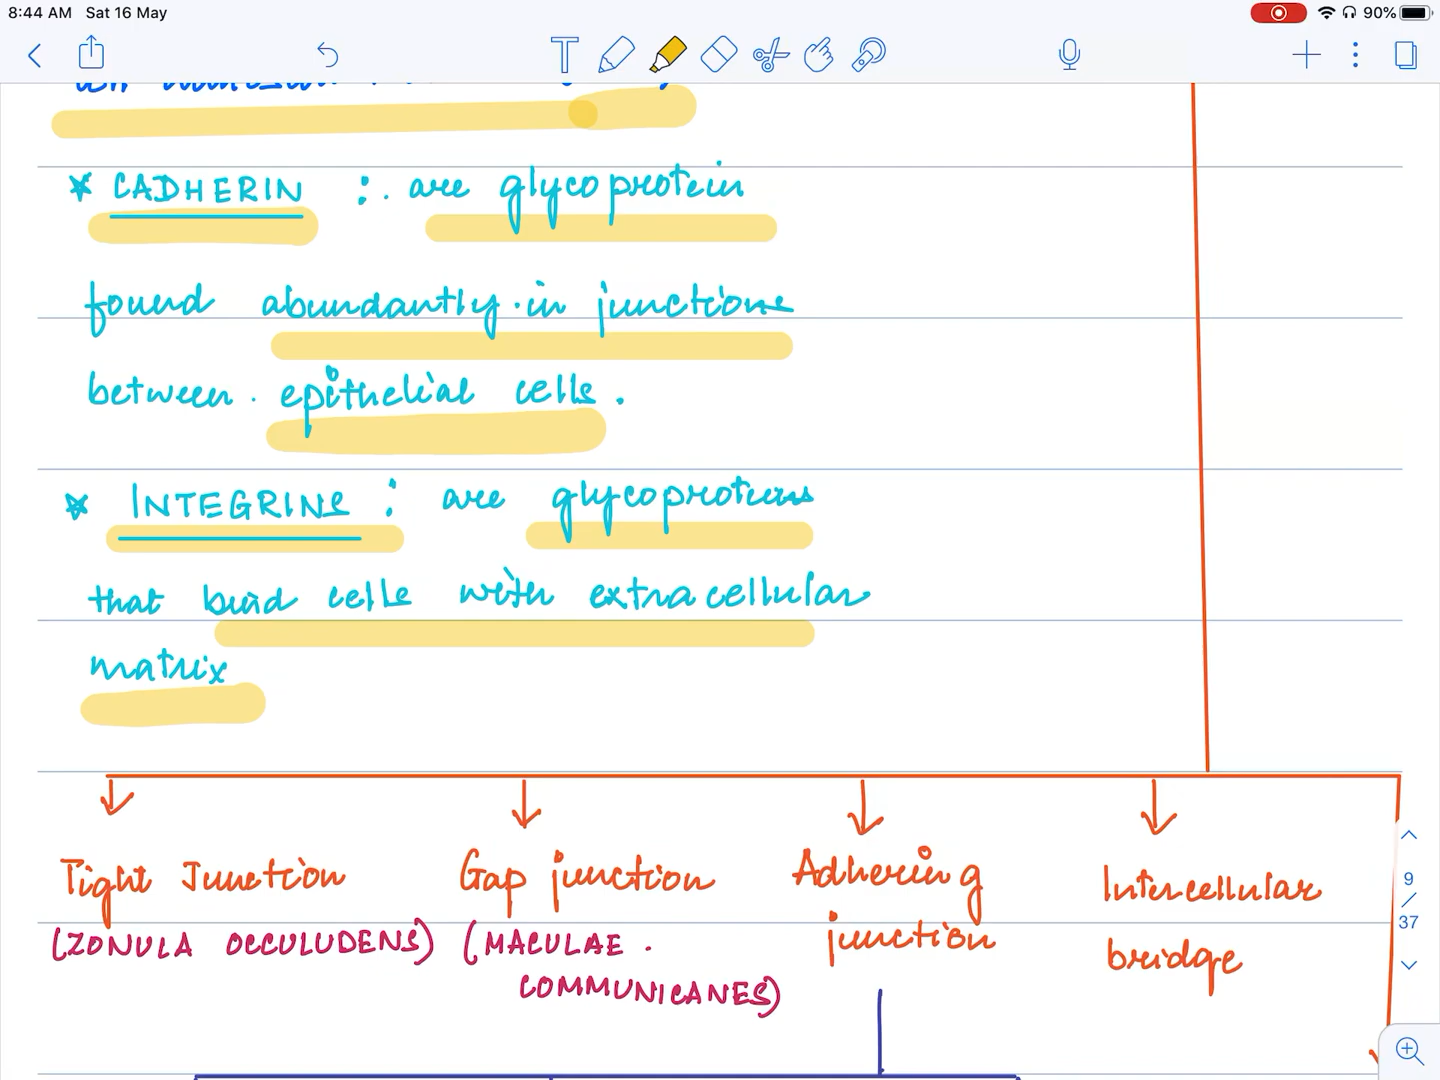 8:44 AM Sat 16 May
90%
* CADHERIN : are glycoprotein
found abundantly in junctions
between epithelial cells.
* INTEGRINS : are glycoproteins
that bind cells with extracellular
matrix
Tight Junction
(ZONULA OCCULUDENS)
Gap junction
(MACULAE
COMMUNICANES)
Adhering
junction
Intercellular
bridge
9
/
37